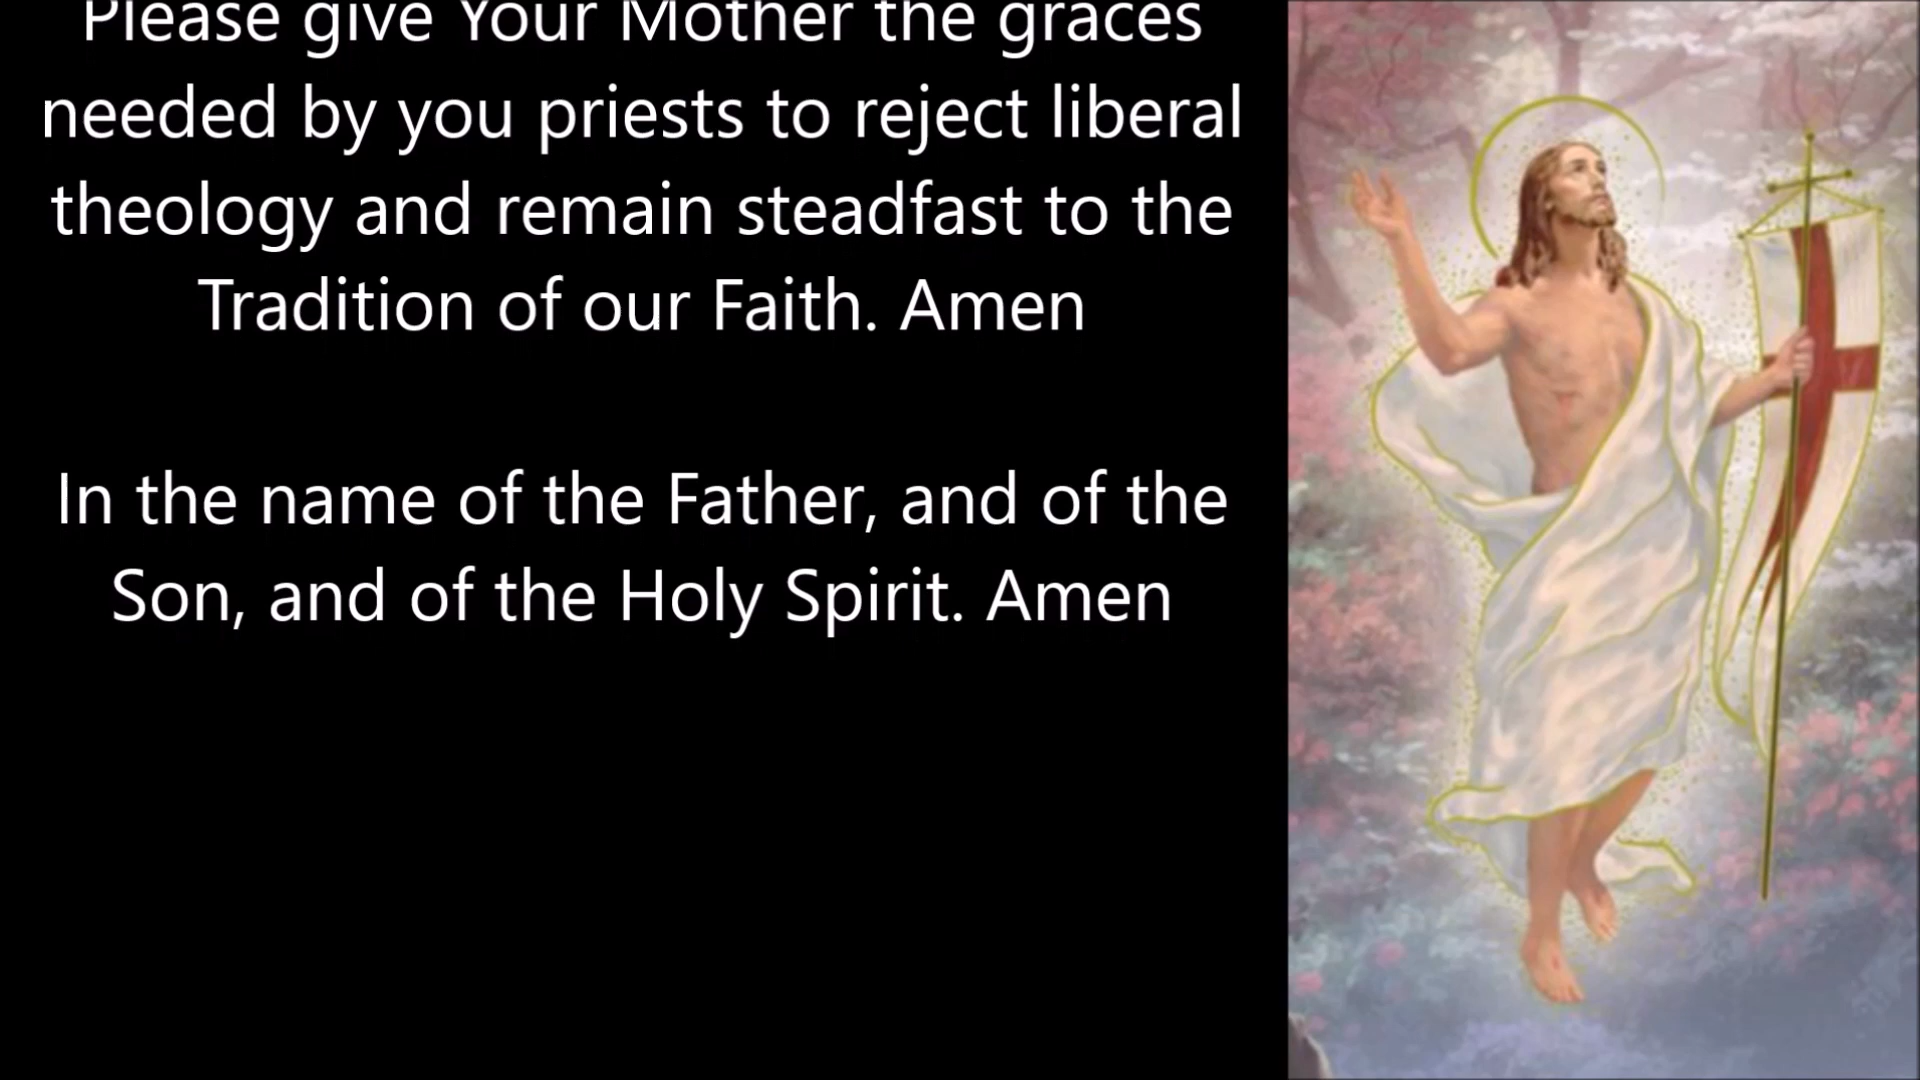 Please give Your Mother the graces
needed by you priests to reject liberal
theology and remain steadfast to the
Tradition of our Faith. Amen
In the name of the Father, and of the
Son, and of the Holy Spirit. Amen